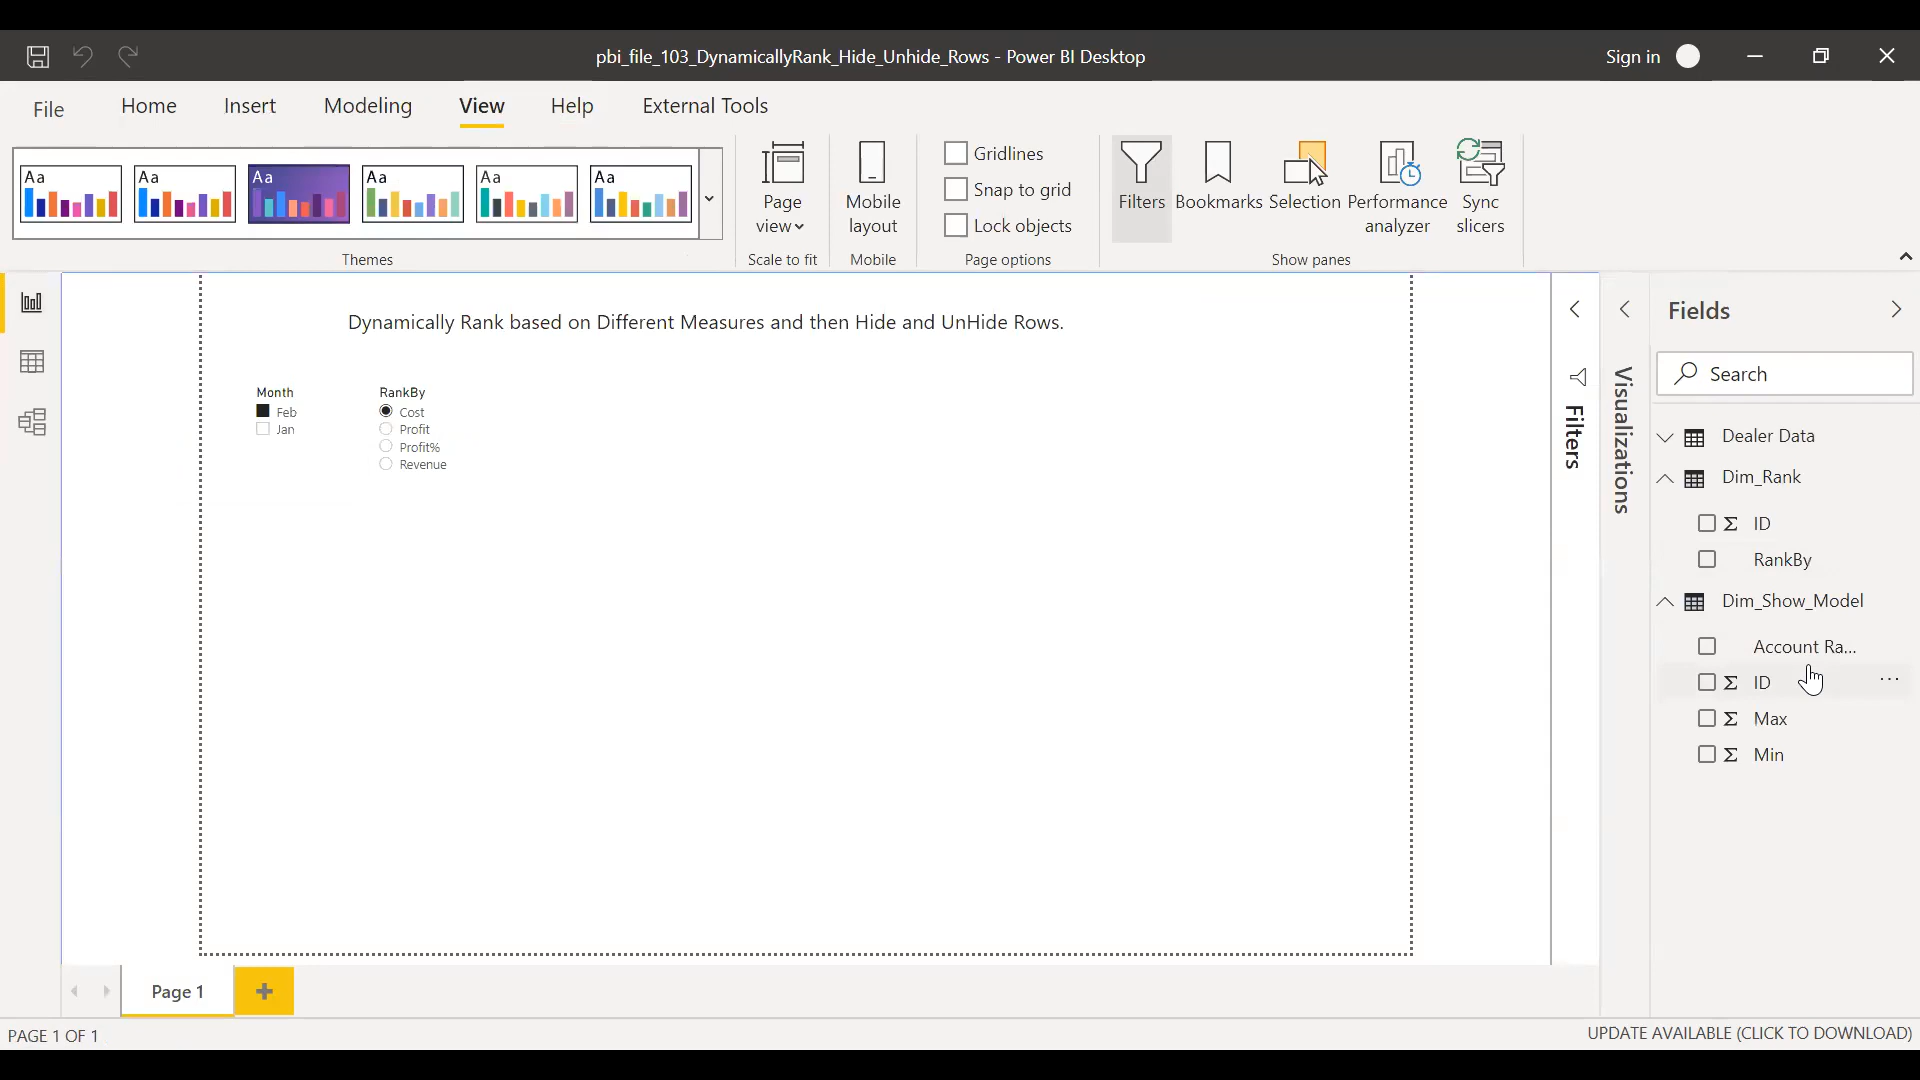 pbi_file_103_DynamicallyRank_Hide_Unhide_Rows - Power BI Desktop
Sign in
File
Home
Insert
Modeling
View
Help
External Tools
Aa
Aa
Aa
Aa
Aa
Aa
Page
view
Mobile
layout
Gridlines
Snap to grid
Lock objects
Filters
Bookmarks
Selection
Performance
analyzer
Sync
slicers
Themes
Scale to fit
Mobile
Page options
Show panes
Dynamically Rank based on Different Measures and then Hide and UnHide Rows.
Month
Feb
Jan
RankBy
Cost
Profit
Profit%
Revenue
Filters
Visualizations
Fields
Search
Dealer Data
Dim_Rank
ID
RankBy
Dim_Show_Model
Account Ra...
ID
Max
Min
Page 1
PAGE 1 OF 1
UPDATE AVAILABLE (CLICK TO DOWNLOAD)